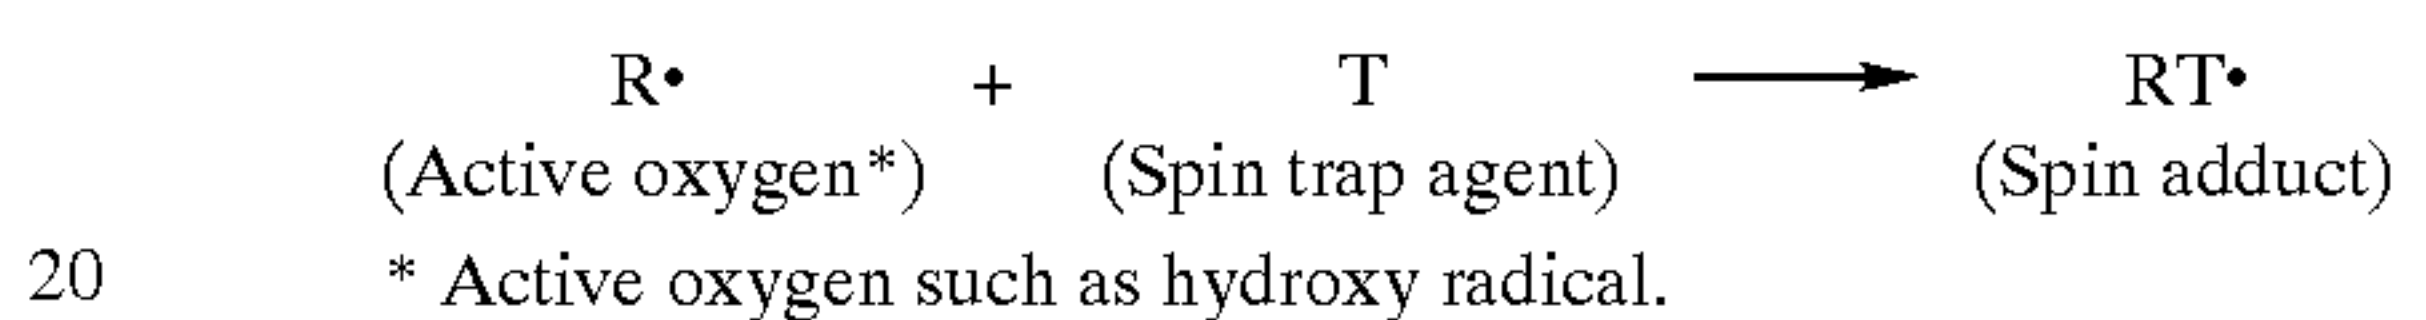 R• + T ⟶ RT•
(Active oxygen*) (Spin trap agent) (Spin adduct)
20 * Active oxygen such as hydroxy radical.